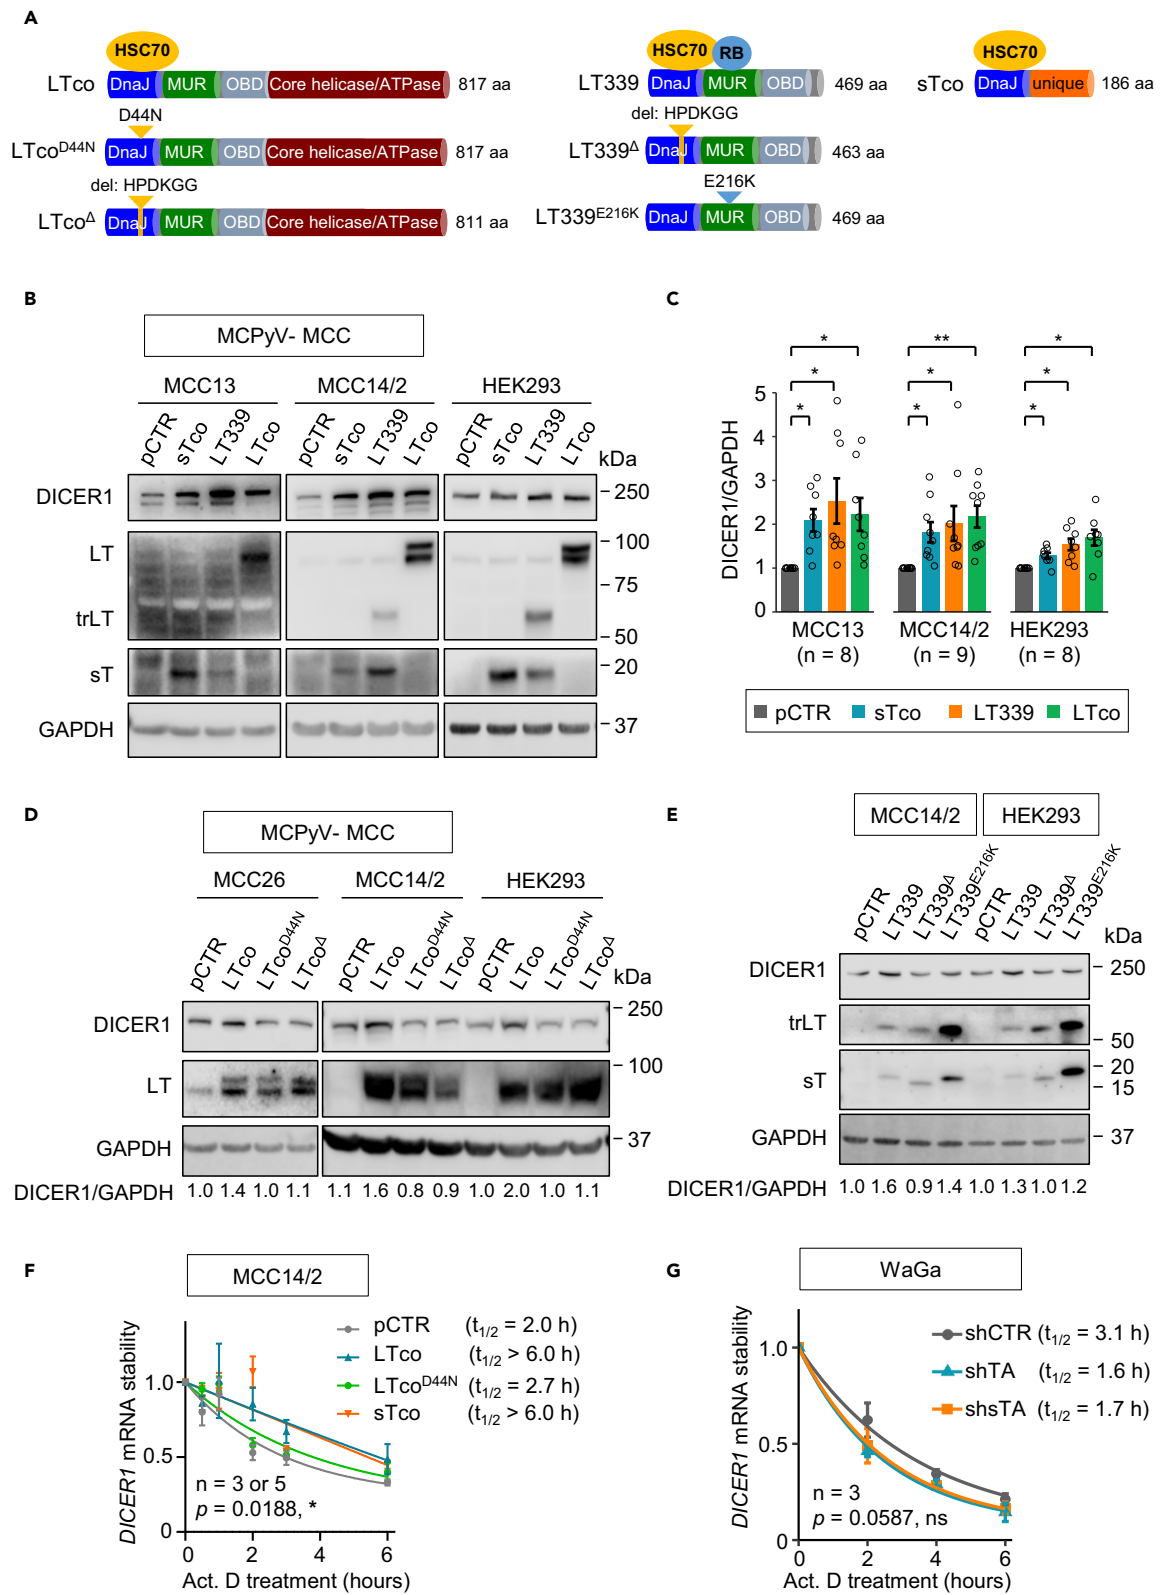 A
HSC70
LTco DnaJ MUR OBD Core helicase/ATPase 817 aa
D44N
LTco^D44N DnaJ MUR OBD Core helicase/ATPase 817 aa
del: HPDKGG
LTco^Δ DnaJ MUR OBD Core helicase/ATPase 811 aa
HSC70 RB
LT339 DnaJ MUR OBD 469 aa
del: HPDKGG
LT339^Δ DnaJ MUR OBD 463 aa
E216K
LT339^E216K DnaJ MUR OBD 469 aa
HSC70
sTco DnaJ unique 186 aa
B
MCPyV- MCC
MCC13 MCC14/2 HEK293
pCTR sTco LT339 LTco pCTR sTco LT339 LTco pCTR sTco LT339 LTco
kDa
DICER1 250
LT 100
75
trLT
50
sT 20
GAPDH 37
C
* ** *
* * *
* * *
DICER1/GAPDH
5
4
3
2
1
0
MCC13 MCC14/2 HEK293
(n = 8) (n = 9) (n = 8)
pCTR sTco LT339 LTco
D
MCPyV- MCC
MCC26 MCC14/2 HEK293
pCTR LTco LTco^D44N LTco^Δ pCTR LTco LTco^D44N LTco^Δ pCTR LTco LTco^D44N LTco^Δ
kDa
DICER1 250
LT 100
GAPDH 37
DICER1/GAPDH 1.0 1.4 1.0 1.1 1.1 1.6 0.8 0.9 1.0 2.0 1.0 1.1
E
MCC14/2 HEK293
pCTR LT339 LT339^Δ LT339^E216K pCTR LT339 LT339^Δ LT339^E216K
kDa
DICER1 250
trLT 50
sT 20
15
GAPDH 37
DICER1/GAPDH 1.0 1.6 0.9 1.4 1.0 1.3 1.0 1.2
F
MCC14/2
DICER1 mRNA stability
1.0
0.5
0
pCTR (t1/2 = 2.0 h)
LTco (t1/2 > 6.0 h)
LTco^D44N (t1/2 = 2.7 h)
sTco (t1/2 > 6.0 h)
n = 3 or 5
p = 0.0188, *
0 2 4 6
Act. D treatment (hours)
G
WaGa
DICER1 mRNA stability
1.0
0.5
0
shCTR (t1/2 = 3.1 h)
shTA (t1/2 = 1.6 h)
shsTA (t1/2 = 1.7 h)
n = 3
p = 0.0587, ns
0 2 4 6
Act. D treatment (hours)